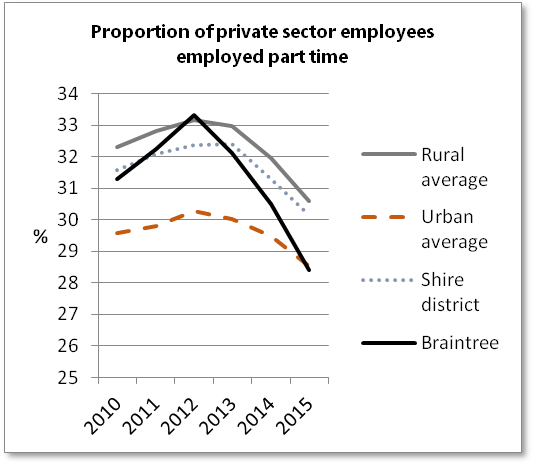 Proportion of private sector employees
employed part time
34
33
32
31
30
29
28
27
26
25
%
2010
2011
2012
2013
2014
2015
Rural
average
Urban
average
Shire
district
Braintree